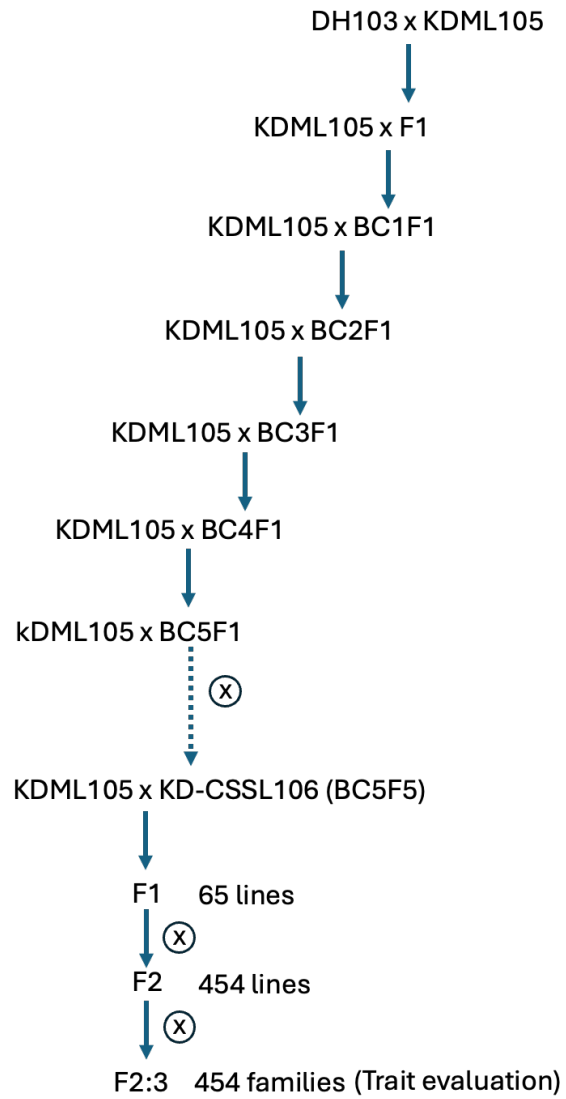 DH103 x KDML105
KDML105 x F1
KDML105 x BC1F1
KDML105 x BC2F1
KDML105 x BC3F1
KDML105 x BC4F1
kDML105 x BC5F1
X
KDML105 x KD-CSSL106 (BC5F5)
F1 65 lines
X
F2 454 lines
X
F2:3 454 families (Trait evaluation)